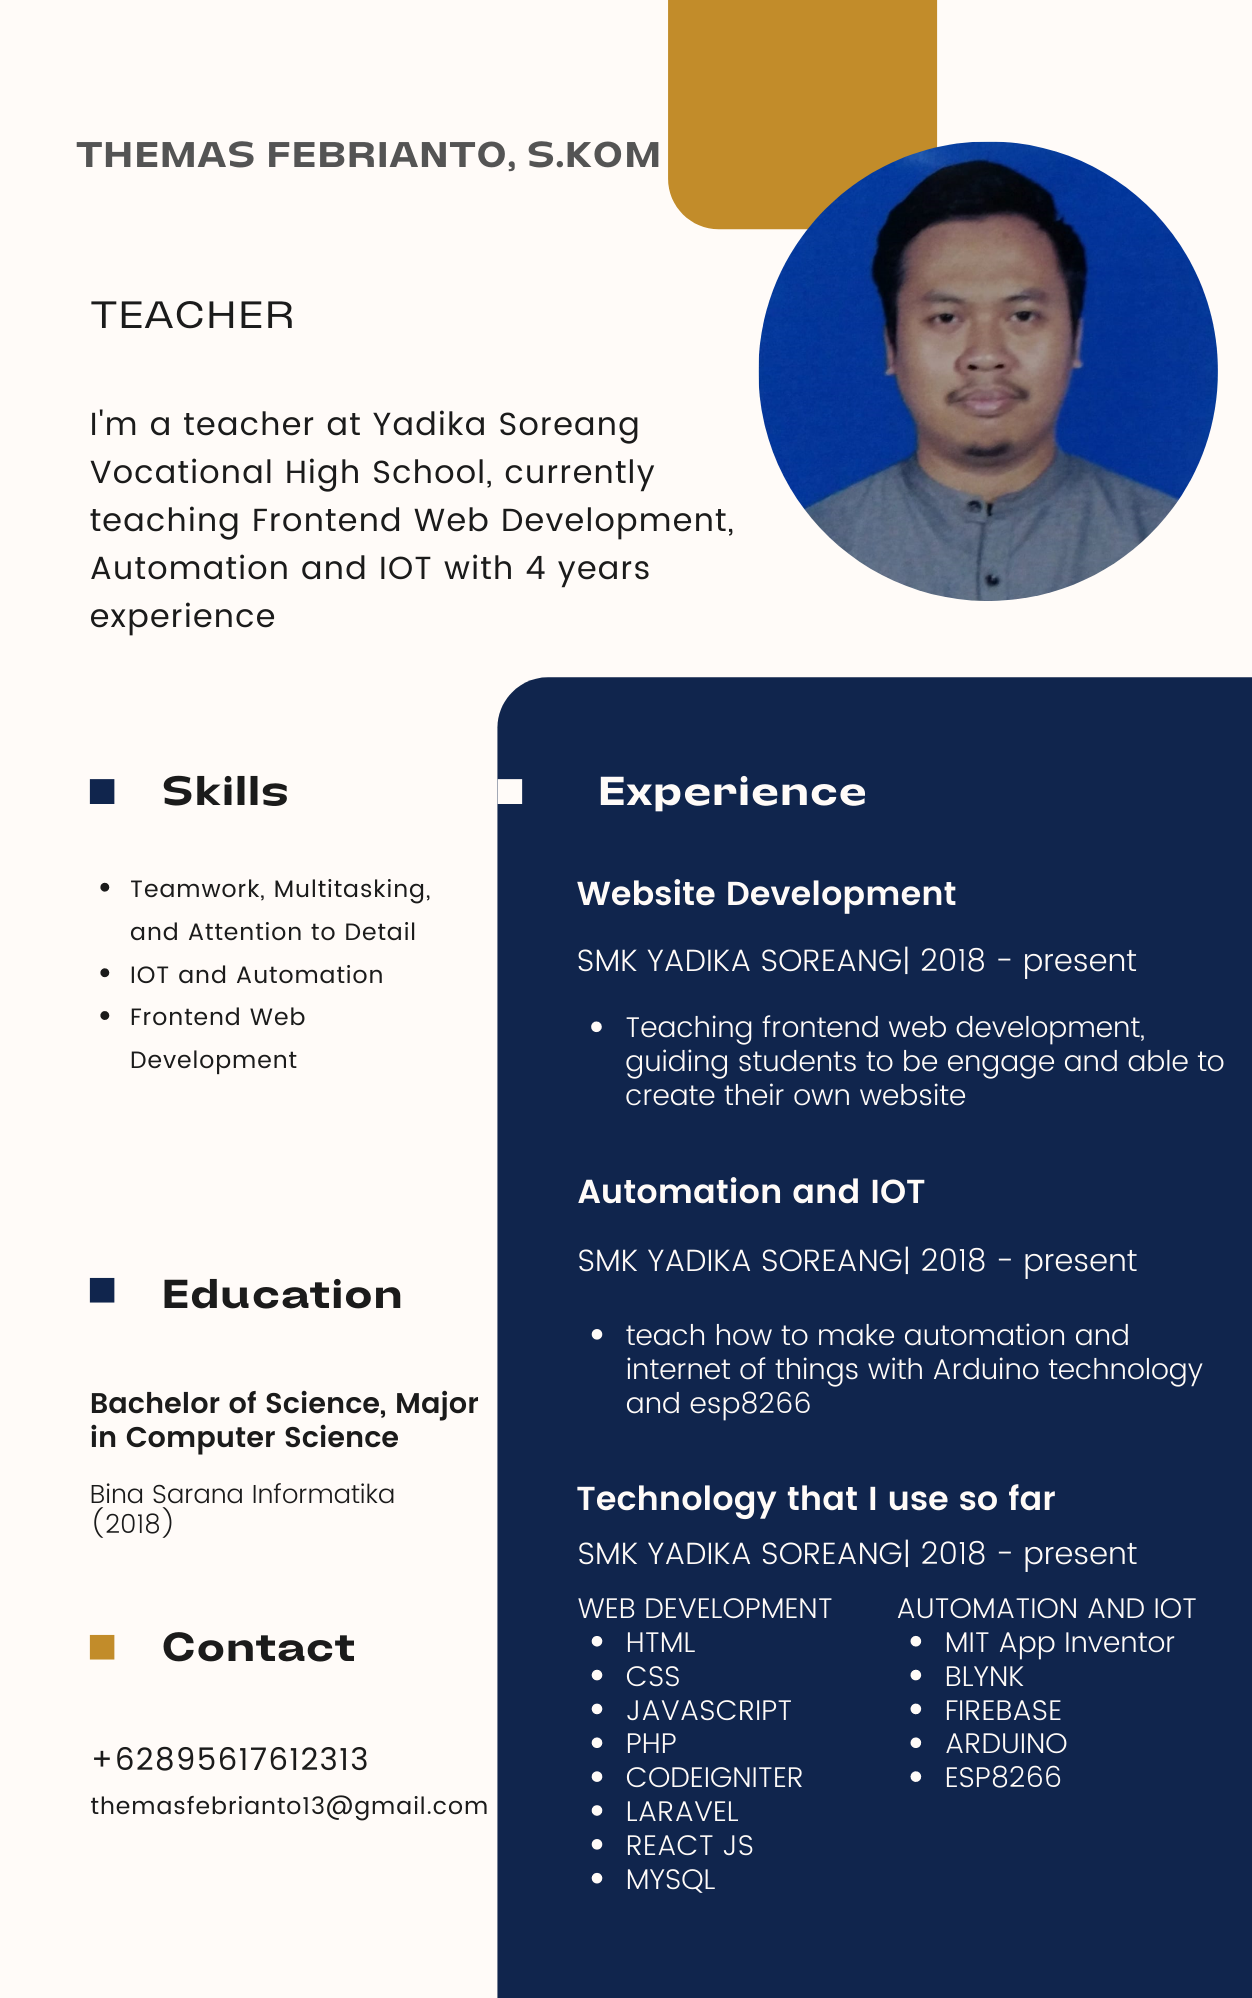 THEMAS FEBRIANTO, S.KOM
TEACHER
I'm a teacher at Yadika Soreang
Vocational High School, currently
teaching Frontend Web Development,
Automation and IOT with 4 years
experience
Skills
Teamwork, Multitasking,
and Attention to Detail
IOT and Automation
Frontend Web
Development
Education
Bachelor of Science, Major
in Computer Science
Bina Sarana Informatika
(2018)
Contact
+62895617612313
themasfebrianto13@gmail.com
Experience
Website Development
SMK YADIKA SOREANG| 2018 - present
Teaching frontend web development,
guiding students to be engage and able to
create their own website
Automation and IOT
SMK YADIKA SOREANG| 2018 - present
teach how to make automation and
internet of things with Arduino technology
and esp8266
Technology that I use so far
SMK YADIKA SOREANG| 2018 - present
WEB DEVELOPMENT
HTML
CSS
JAVASCRIPT
PHP
CODEIGNITER
LARAVEL
REACT JS
MYSQL
AUTOMATION AND IOT
MIT App Inventor
BLYNK
FIREBASE
ARDUINO
ESP8266